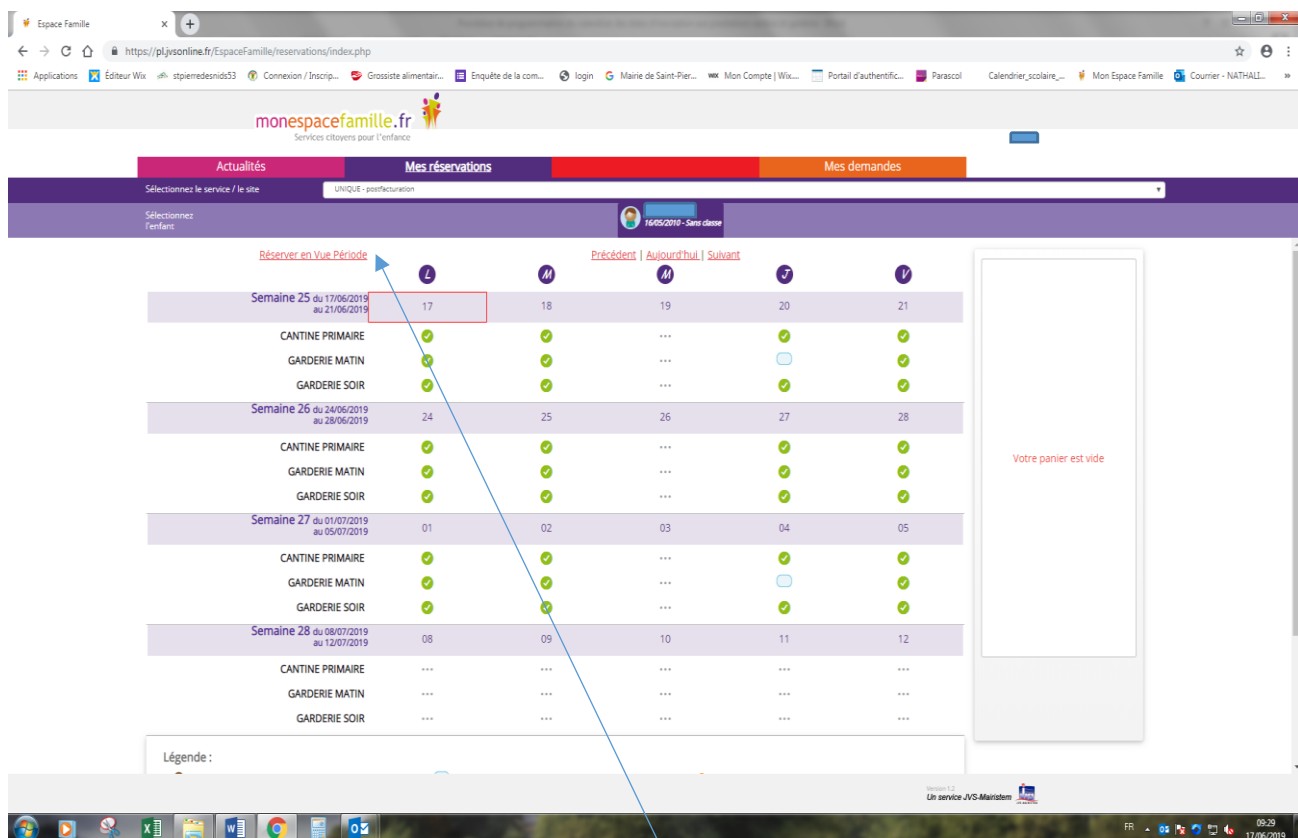 Espace Famille
https://pl.jvsonline.fr/EspaceFamille/reservations/index.php
Applications Éditeur Wix stpierredesnids53 Connexion / Inscrip... Grossiste alimentair... Enquête de la com... login Mairie de Saint-Pier... Mon Compte | Wix.... Portail d'authentific... Parascol Calendrier_scolaire_... Mon Espace Famille Courrier - NATHALI... »
monespacefamille.fr
Services citoyens pour l'enfance
Actualités Mes réservations Mes demandes
Sélectionnez le service / le site UNIQUE - postfacturation
Sélectionnez
l'enfant
16/05/2010 - Sans classe
Réserver en Vue Période Précédent | Aujourd'hui | Suivant
L M M J V
Semaine 25 du 17/06/2019
au 21/06/2019 17 18 19 20 21
CANTINE PRIMAIRE ...
GARDERIE MATIN ...
GARDERIE SOIR ...
Semaine 26 du 24/06/2019
au 28/06/2019 24 25 26 27 28
CANTINE PRIMAIRE ...
GARDERIE MATIN ...
GARDERIE SOIR ...
Semaine 27 du 01/07/2019
au 05/07/2019 01 02 03 04 05
CANTINE PRIMAIRE ...
GARDERIE MATIN ...
GARDERIE SOIR ...
Semaine 28 du 08/07/2019
au 12/07/2019 08 09 10 11 12
CANTINE PRIMAIRE ... ... ... ... ...
GARDERIE MATIN ... ... ... ... ...
GARDERIE SOIR ... ... ... ... ...
Votre panier est vide
Légende :
Version 1.2
Un service JVS-Mairistem
FR 09:29
17/06/2019